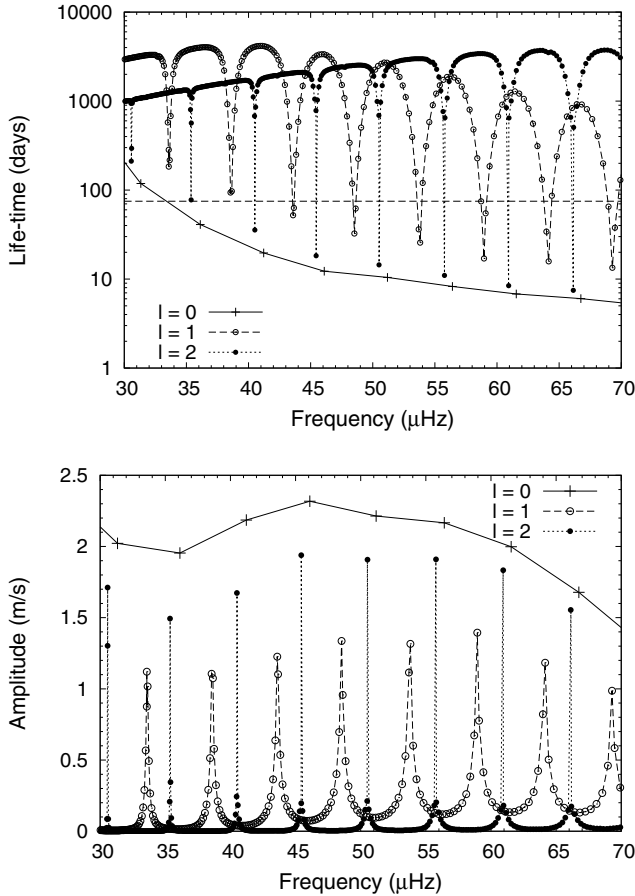 10000
1000
100
10
1
Life-time (days)
l = 0
l = 1
l = 2
30 35 40 45 50 55 60 65 70
Frequency (μHz)
2.5
2
1.5
1
0.5
0
Amplitude (m/s)
l = 0
l = 1
l = 2
30 35 40 45 50 55 60 65 70
Frequency (μHz)